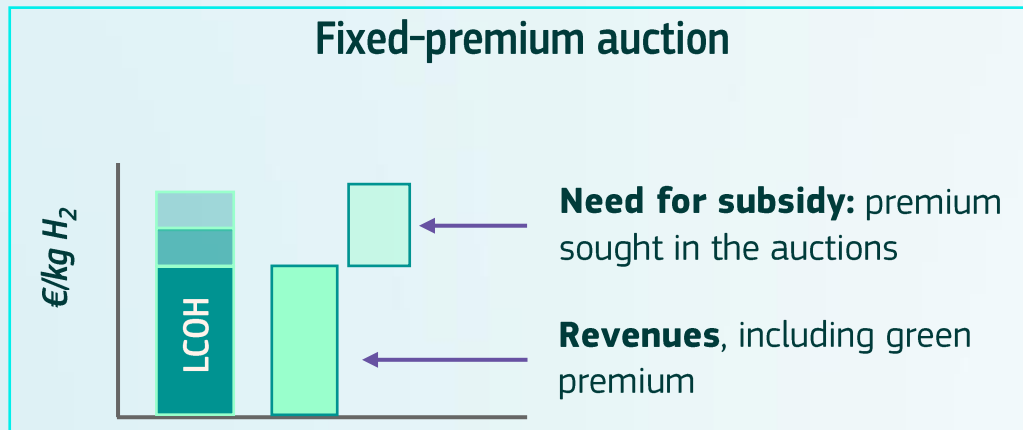 Fixed-premium auction
€/kg H₂
LCOH
Need for subsidy: premium
sought in the auctions
Revenues, including green
premium